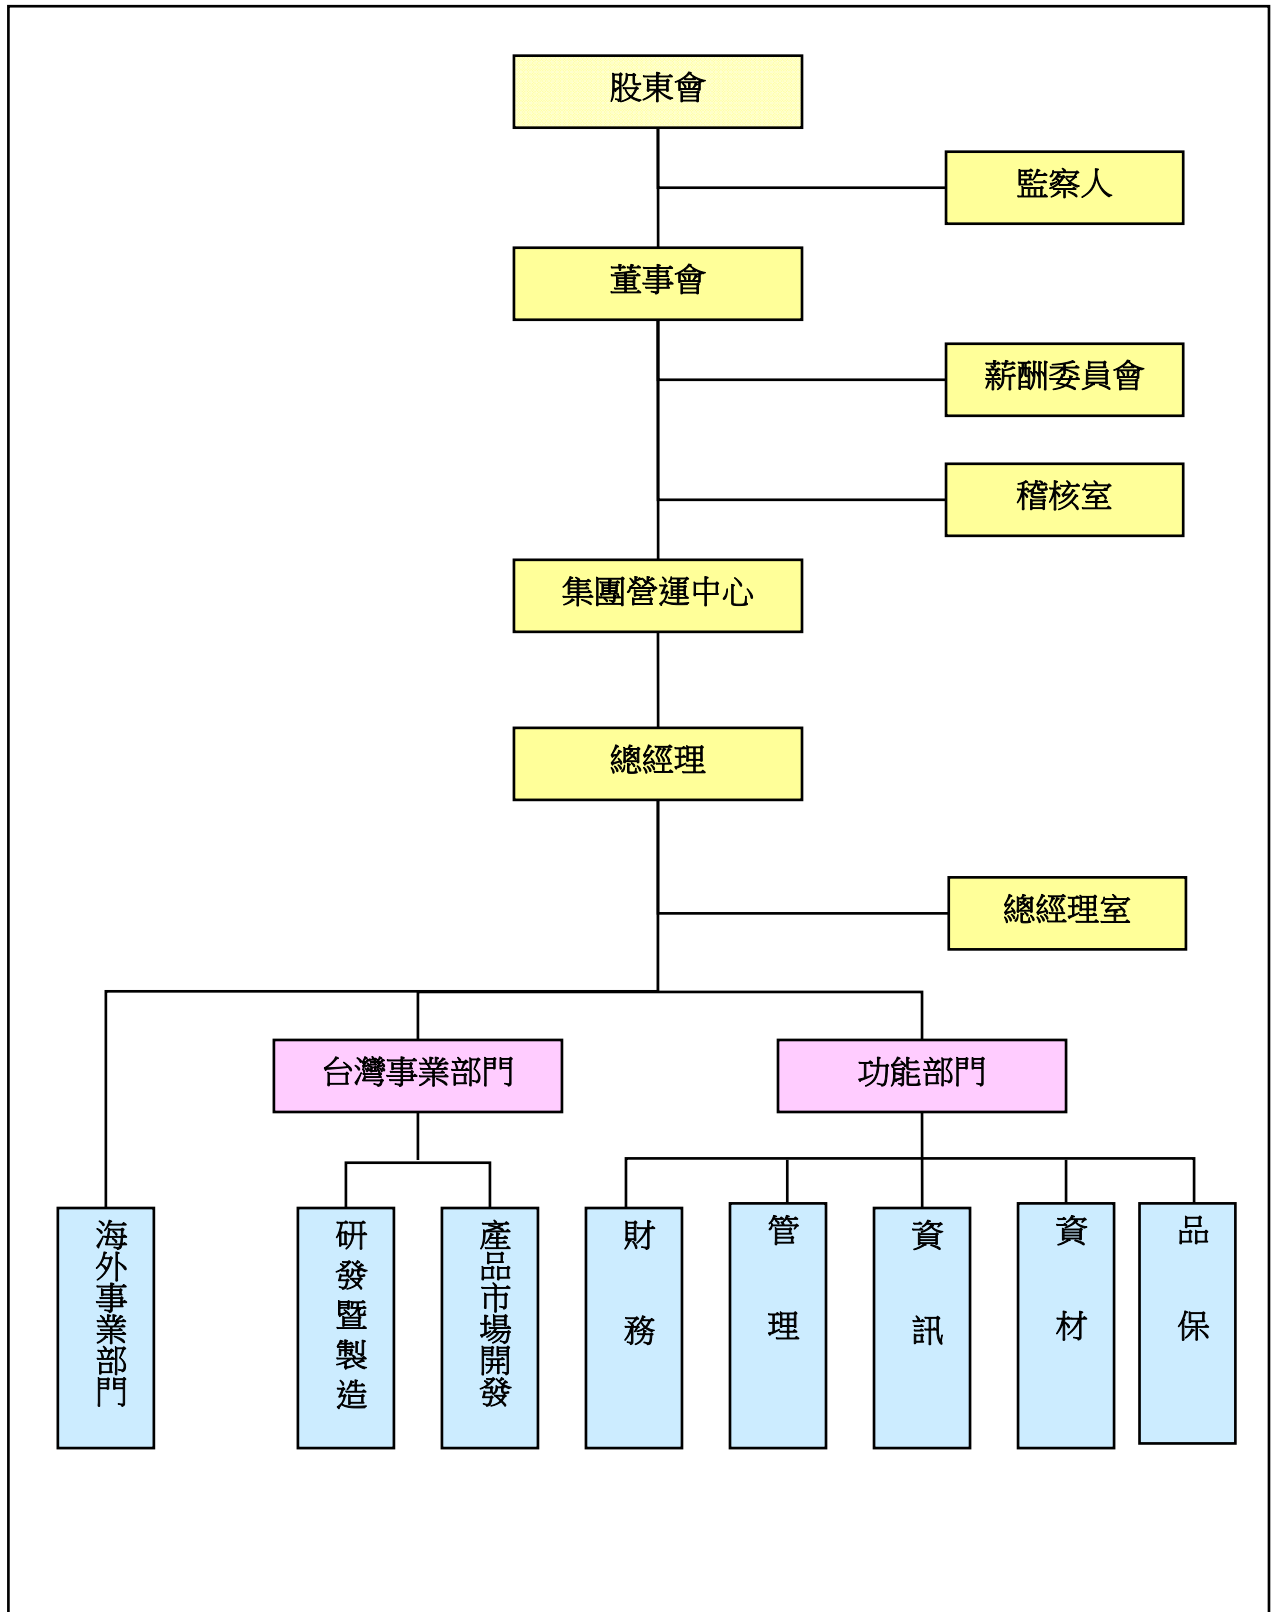 股東會
監察人
董事會
薪酬委員會
稽核室
集團營運中心
總經理
總經理室
台灣事業部門
功能部門
海外事業部門
研發暨製造
產品市場開發
財務
管理
資訊
資材
品保